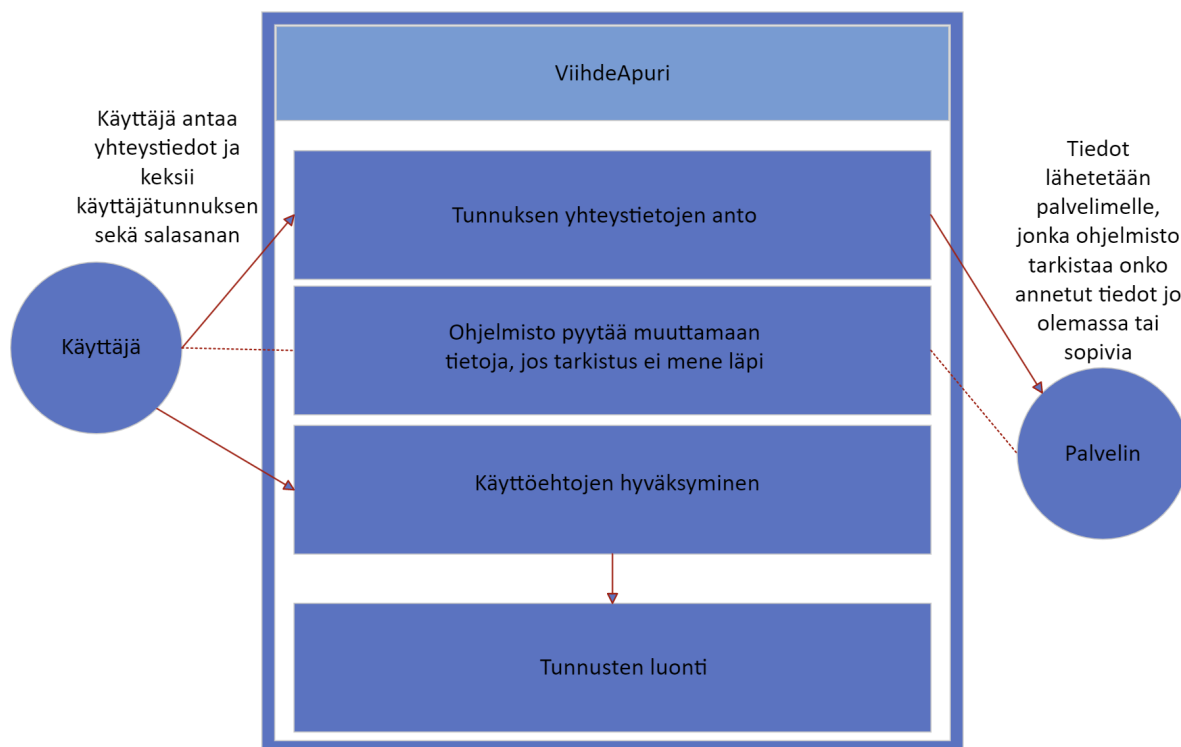 ViihdeApuri
Käyttäjä antaa
yhteystiedot ja
keksii
käyttäjätunnuksen
sekä salasanan
Tunnuksen yhteystietojen anto
Tiedot
lähetetään
palvelimelle,
jonka ohjelmisto
tarkistaa onko
annetut tiedot jo
olemassa tai
sopivia
Käyttäjä
Ohjelmisto pyytää muuttamaan
tietoja, jos tarkistus ei mene läpi
Palvelin
Käyttöehtojen hyväksyminen
Tunnusten luonti